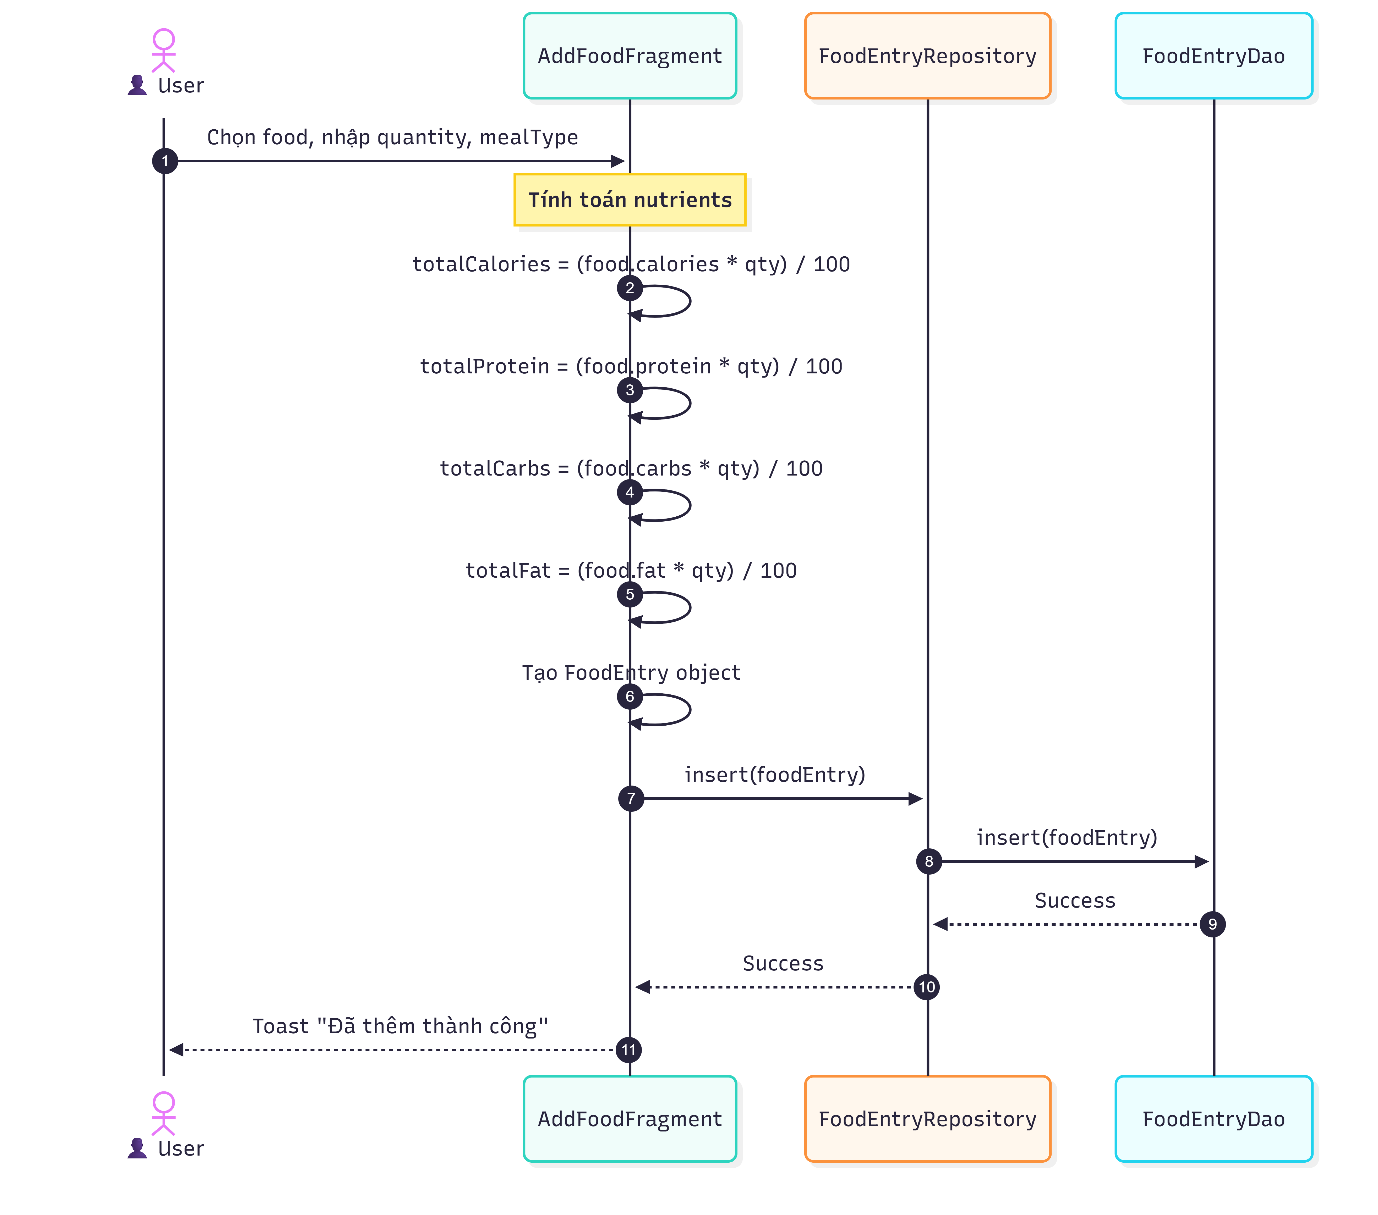 👤 User
AddFoodFragment
FoodEntryRepository
FoodEntryDao
Chọn food, nhập quantity, mealType
1
Tính toán nutrients
totalCalories = (food.calories * qty) / 100
2
totalProtein = (food.protein * qty) / 100
3
totalCarbs = (food.carbs * qty) / 100
4
totalFat = (food.fat * qty) / 100
5
Tạo FoodEntry object
6
insert(foodEntry)
7
insert(foodEntry)
8
Success
9
Success
10
Toast "Đã thêm thành công"
11
👤 User
AddFoodFragment
FoodEntryRepository
FoodEntryDao